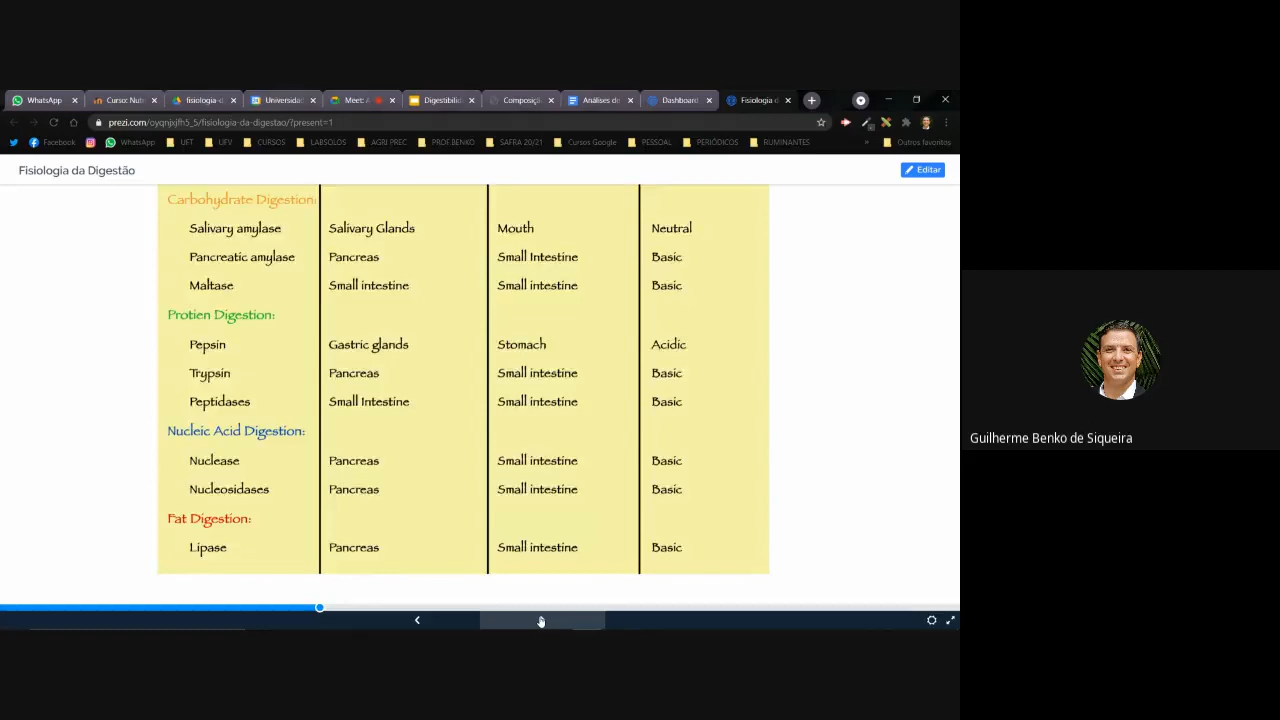 WhatsApp Curso: Nutr fisiologia-d Universidad Meet: A Digestibilid Composiçã Análises de Dashboard Fisiologia d
prezi.com/oyqnjxjfh5_5/fisiologia-da-digestao/?present=1
Facebook WhatsApp UFT UFV CURSOS LABSOLOS AGRI PREC PROF.BENKO SAFRA 20/21 Cursos Google PESSOAL PERIÓDICOS RUMINANTES » Outros favoritos
Fisiologia da Digestão Editar
Carbohydrate Digestion:
Salivary amylase Salivary Glands Mouth Neutral
Pancreatic amylase Pancreas Small Intestine Basic
Maltase Small intestine Small intestine Basic
Protien Digestion:
Pepsin Gastric glands Stomach Acidic
Trypsin Pancreas Small intestine Basic
Peptidases Small Intestine Small intestine Basic
Nucleic Acid Digestion:
Nuclease Pancreas Small intestine Basic
Nucleosidases Pancreas Small intestine Basic
Fat Digestion:
Lipase Pancreas Small intestine Basic
Guilherme Benko de Siqueira